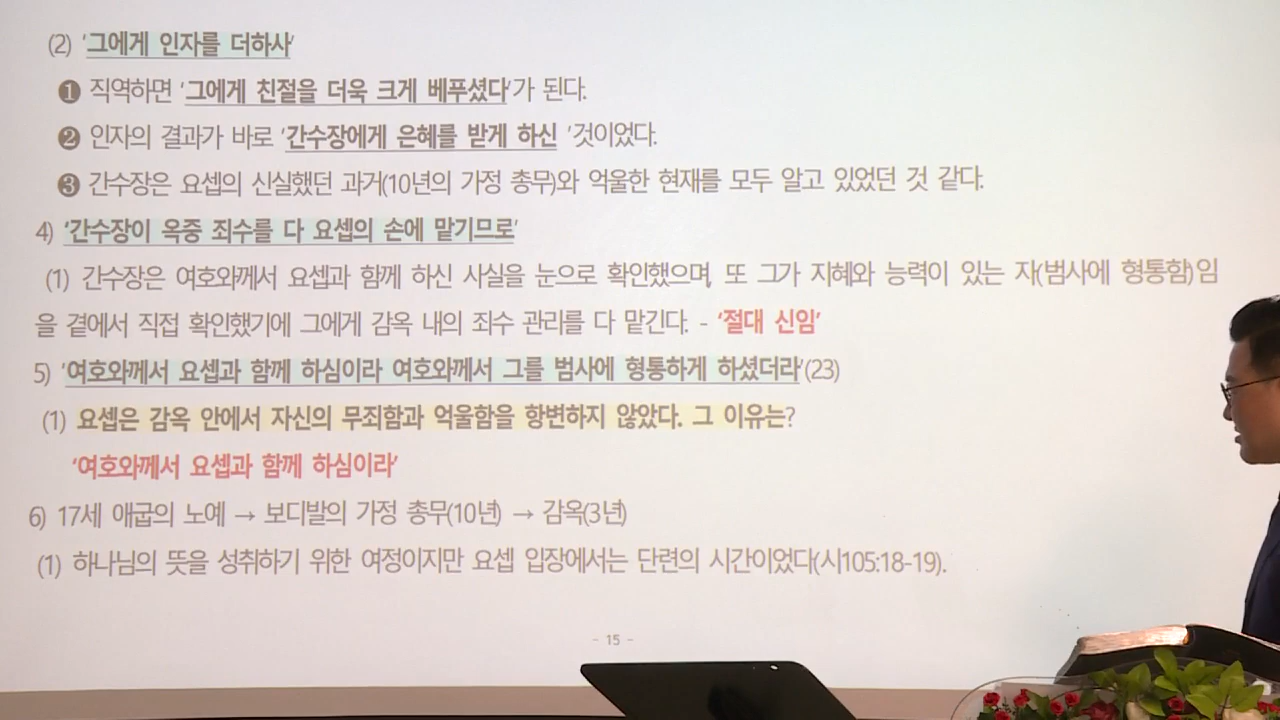 (2) '그에게 인자를 더하사'
❶ 직역하면 '그에게 친절을 더욱 크게 베푸셨다'가 된다.
❷ 인자의 결과가 바로 '간수장에게 은혜를 받게 하신 '것이었다.
❸ 간수장은 요셉의 신실했던 과거(10년의 가정 총무)와 억울한 현재를 모두 알고 있었던 것 같다.
4) '간수장이 옥중 죄수를 다 요셉의 손에 맡기므로'
(1) 간수장은 여호와께서 요셉과 함께 하신 사실을 눈으로 확인했으며, 또 그가 지혜와 능력이 있는 자(범사에 형통함)임
을 곁에서 직접 확인했기에 그에게 감옥 내의 죄수 관리를 다 맡긴다. - '절대 신임'
5) '여호와께서 요셉과 함께 하심이라 여호와께서 그를 범사에 형통하게 하셨더라'(23)
(1) 요셉은 감옥 안에서 자신의 무죄함과 억울함을 항변하지 않았다. 그 이유는?
'여호와께서 요셉과 함께 하심이라'
6) 17세 애굽의 노예 → 보디발의 가정 총무(10년) → 감옥(3년)
(1) 하나님의 뜻을 성취하기 위한 여정이지만 요셉 입장에서는 단련의 시간이었다(시105:18-19).
- 15 -